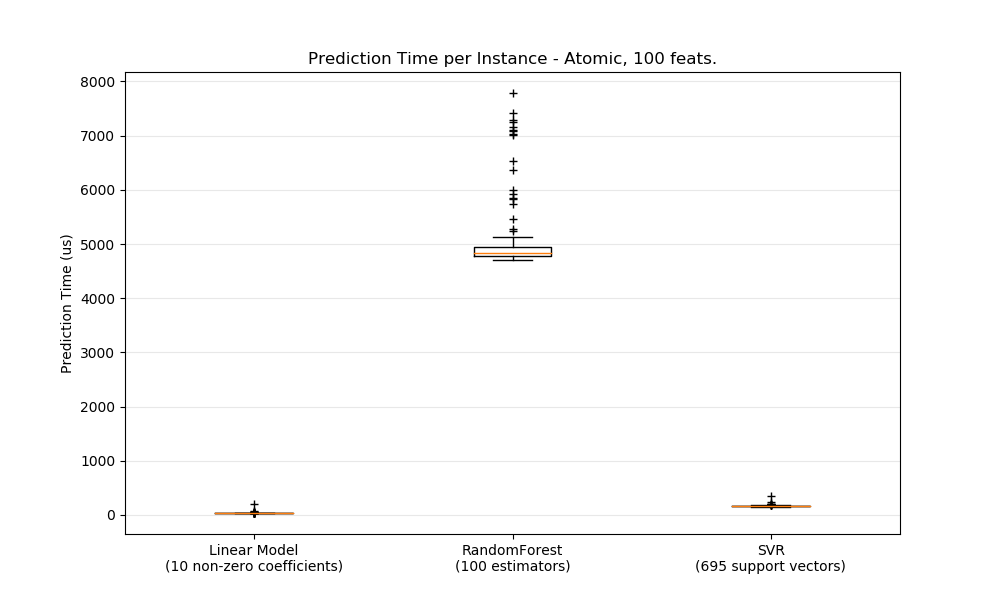 Prediction Time per Instance - Atomic, 100 feats.
8000
7000
6000
5000
4000
3000
2000
1000
0
Prediction Time (us)
Linear Model
(10 non-zero coefficients)
RandomForest
(100 estimators)
SVR
(695 support vectors)